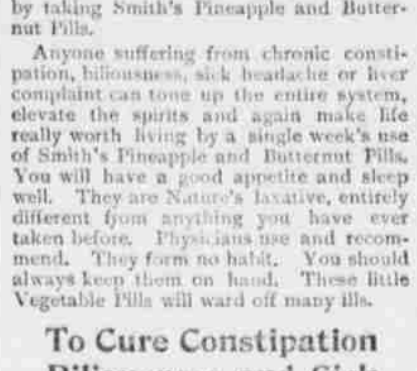 by taking Smith's Pineapple and Butter-
nut Pills.
Anyone suffering from chronic consti-
pation, biliousness, sick headache or liver
complaint can tone up the entire system,
elevate the spirits and again make life
really worth living by a single week's use
of Smith's Pineapple and Butternut Pills.
You will have a good appetite and sleep
well. They are Nature's laxative, entirely
different from anything you have ever
taken before. Physicians use and recom-
mend. They form no habit. You should
always keep them on hand. These little
Vegetable Pills will ward off many ills.
To Cure Constipation
Biliousness and Sick